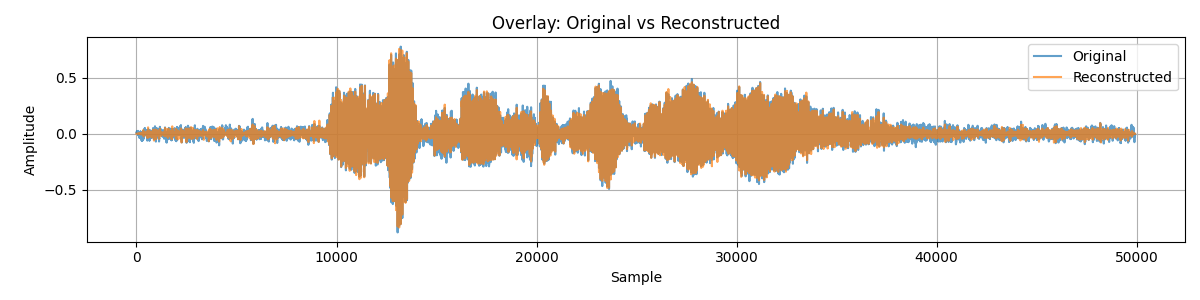 Overlay: Original vs Reconstructed
Original
Reconstructed
Amplitude
0.5
0.0
−0.5
0 10000 20000 30000 40000 50000
Sample